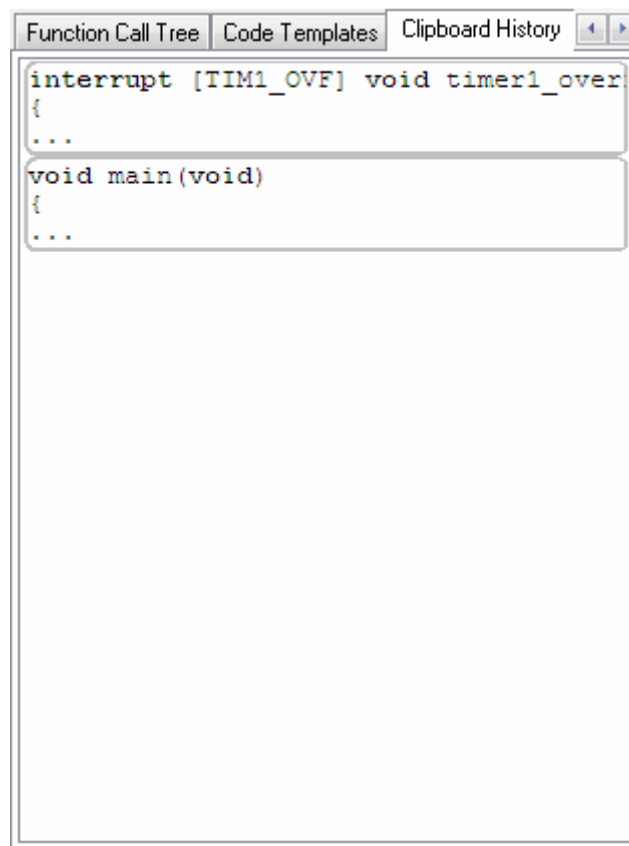 Function Call Tree Code Templates Clipboard History
interrupt [TIM1_OVF] void timer1_over
{
...
void main(void)
{
...